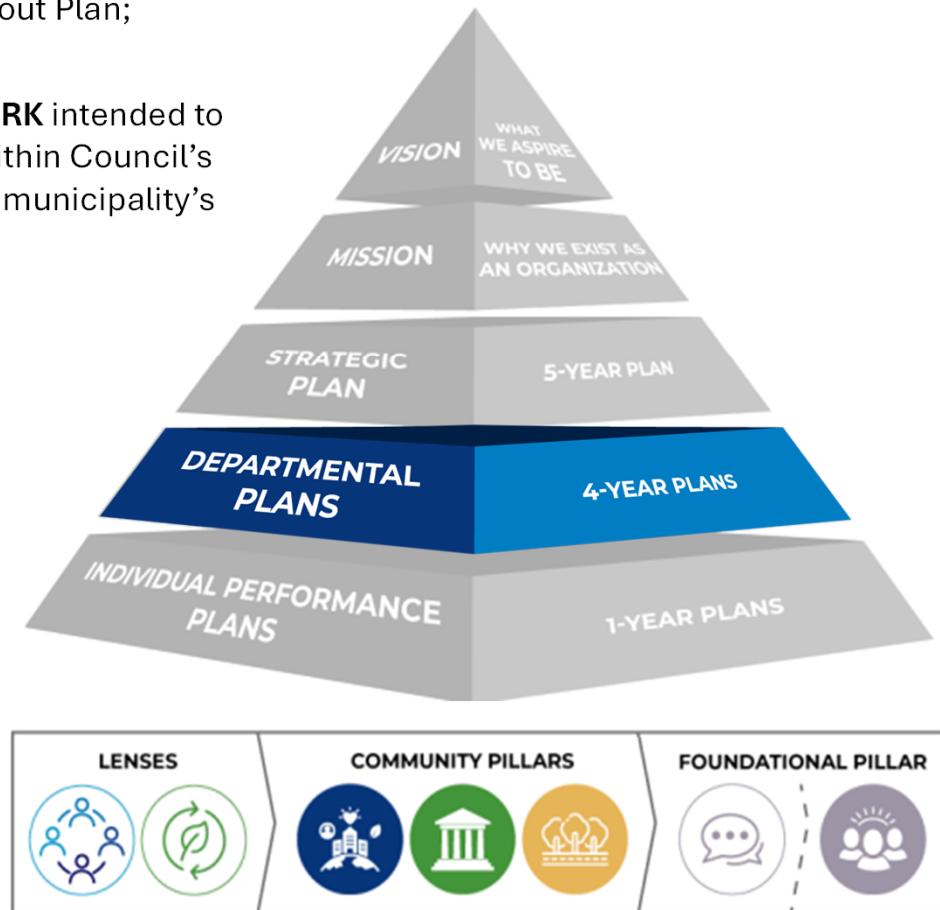 out Plan;
RK intended to
ithin Council's
municipality's
VISION
WHAT
WE ASPIRE
TO BE
MISSION
WHY WE EXIST AS
AN ORGANIZATION
STRATEGIC
PLAN
5-YEAR PLAN
DEPARTMENTAL
PLANS
4-YEAR PLANS
INDIVIDUAL PERFORMANCE
PLANS
1-YEAR PLANS
LENSES
COMMUNITY PILLARS
FOUNDATIONAL PILLAR